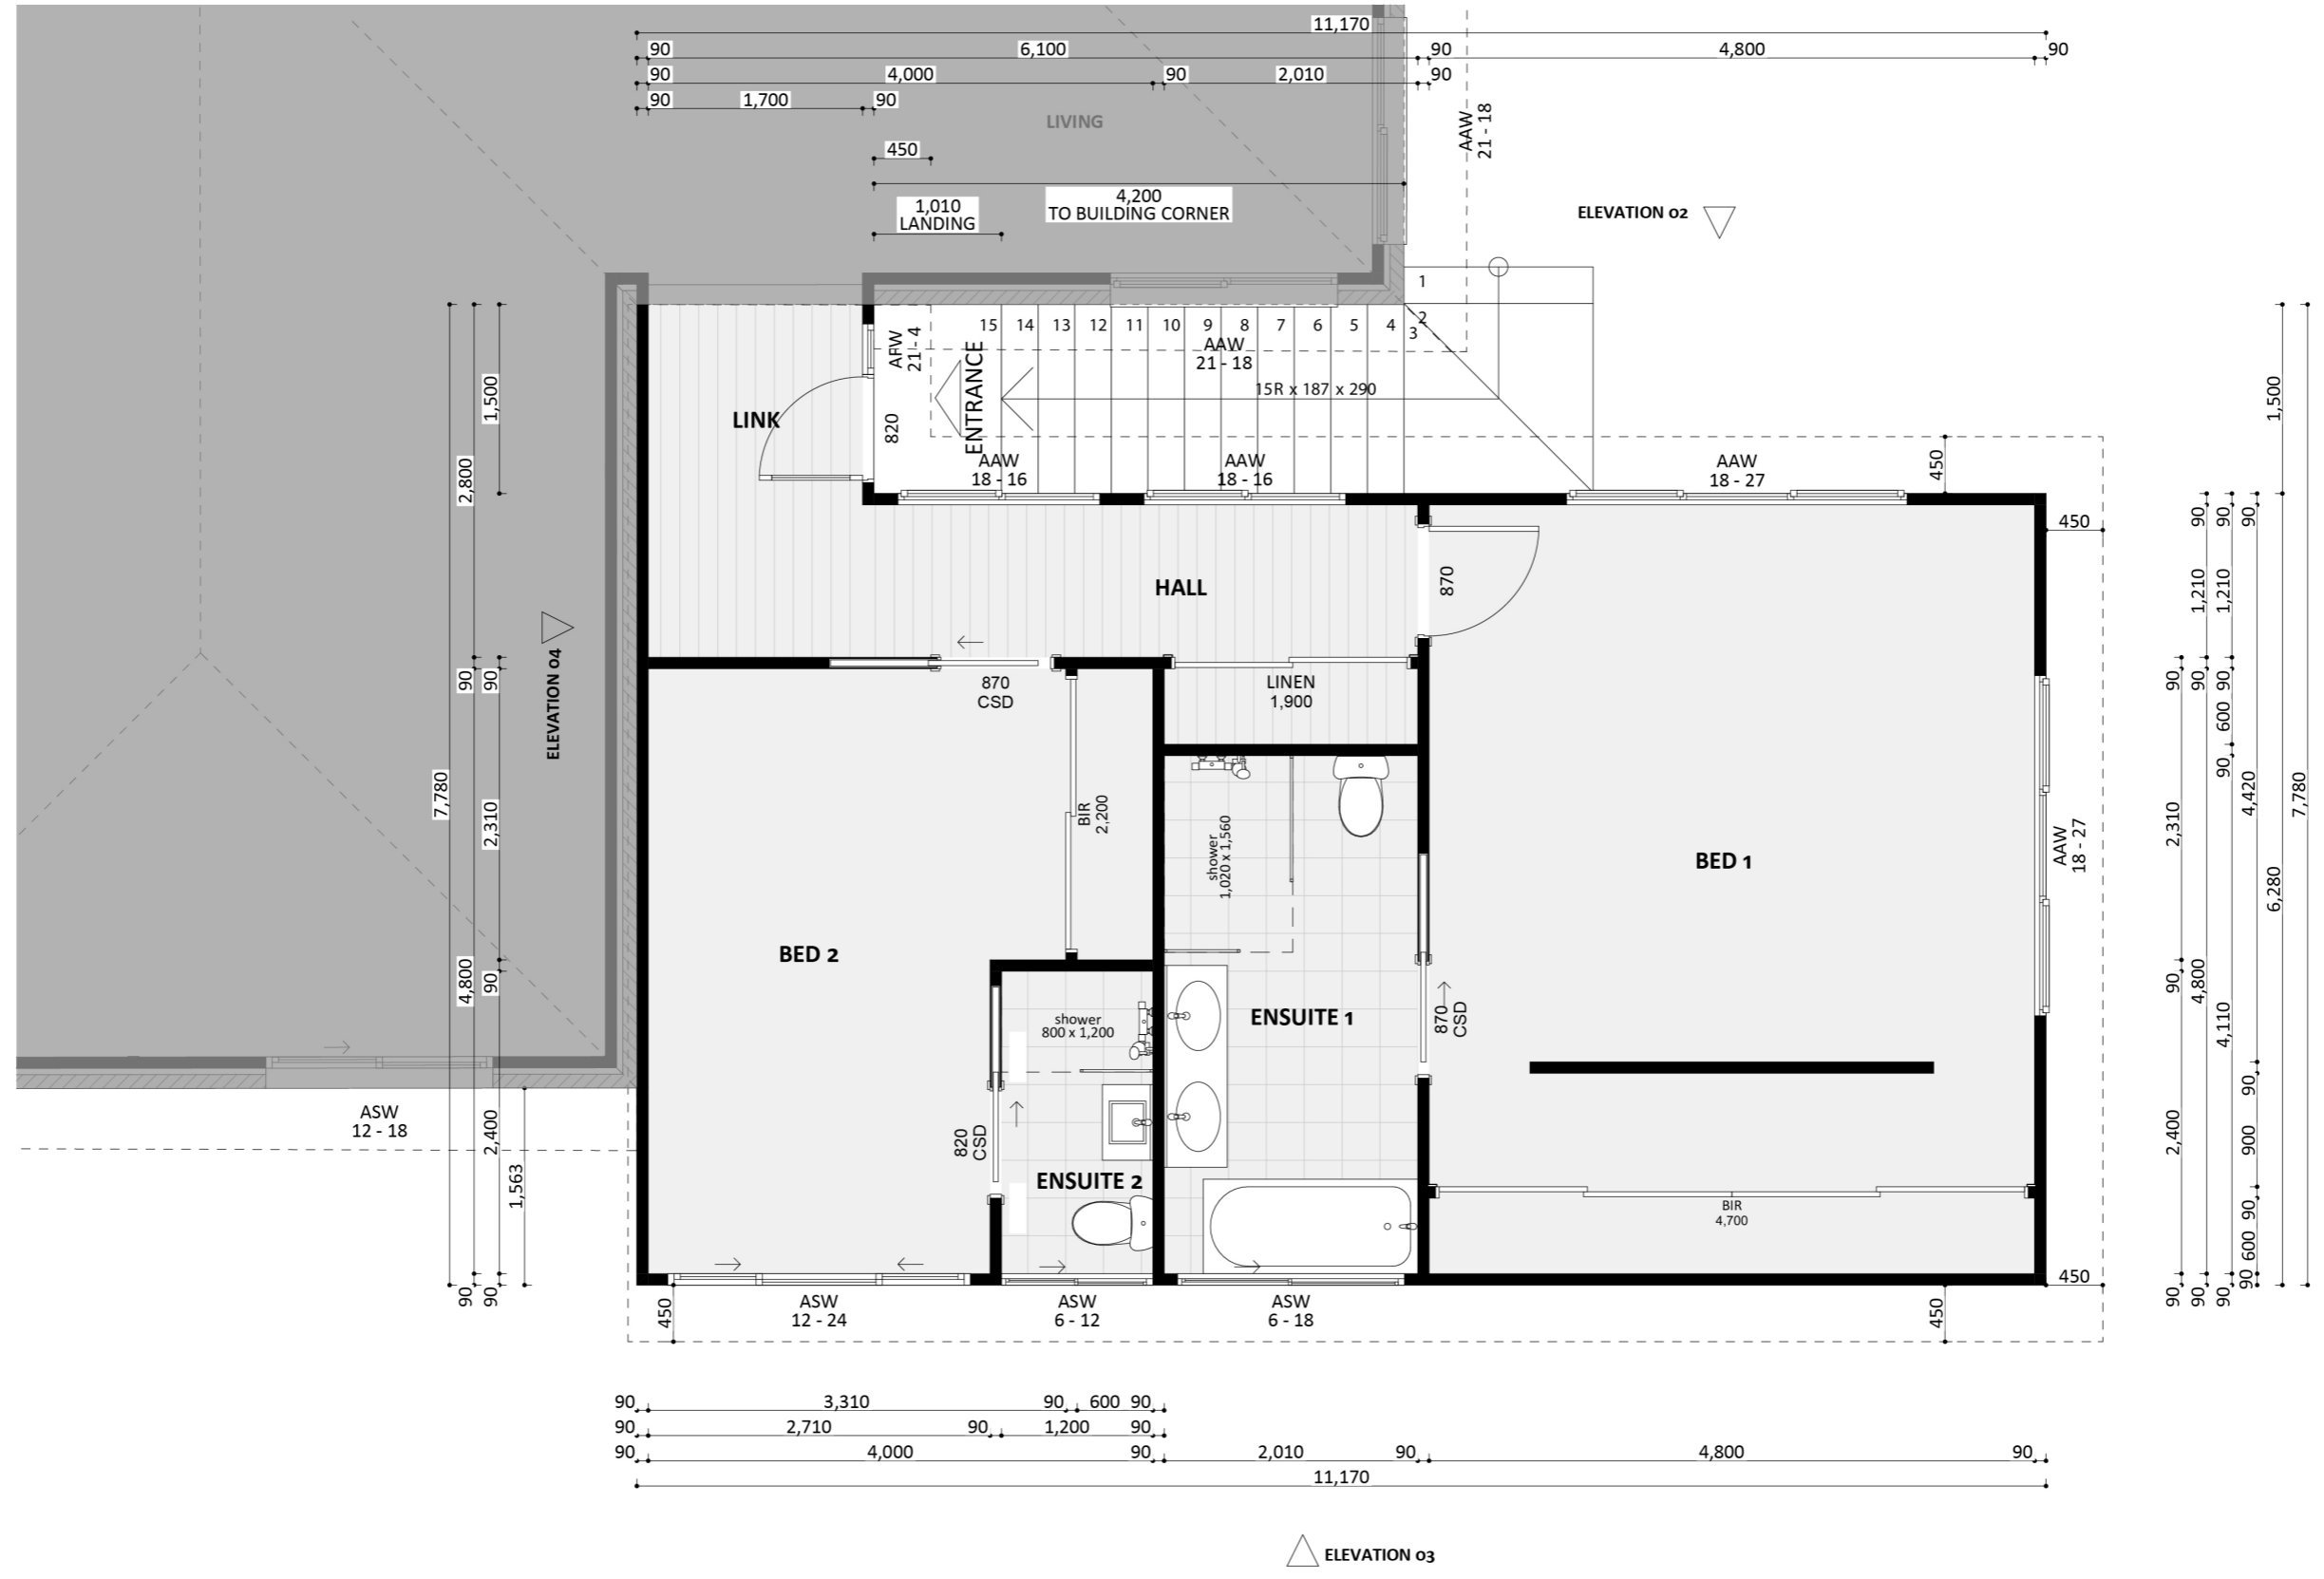 11,170
90
6,100
90
4,800
90
90
4,000
90
2,010
90
90
1,700
90
LIVING
AAW
21 - 18
450
4,200
TO BUILDING CORNER
1,010
LANDING
ELEVATION 02
1
2
3
15
14
13
12
11
10
9
8
7
6
5
4
AFW
21 - 4
AAW
21 - 18
ENTRANCE
15R x 187 x 290
LINK
820
AAW
18 - 16
AAW
18 - 16
AAW
18 - 27
450
450
1,500
2,800
90
90
7,780
2,310
4,800
90
2,400
1,563
90
90
ELEVATION 04
HALL
870
870
CSD
LINEN
1,900
BIR
2,200
shower
1,020 x 1,560
BED 1
BED 2
AAW
18 - 27
ENSUITE 1
870
CSD
shower
800 x 1,200
820
CSD
ENSUITE 2
BIR
4,700
ASW
12 - 18
450
ASW
12 - 24
ASW
6 - 12
ASW
6 - 18
450
450
90
2,310
90
2,400
90
90
1,210
90
4,800
90
90
1,210
90
600
90
4,110
90
90
4,420
90
900
90
600
90
1,500
6,280
7,780
90
3,310
90
600
90
90
2,710
90
1,200
90
90
4,000
90
2,010
90
4,800
90
11,170
ELEVATION 03